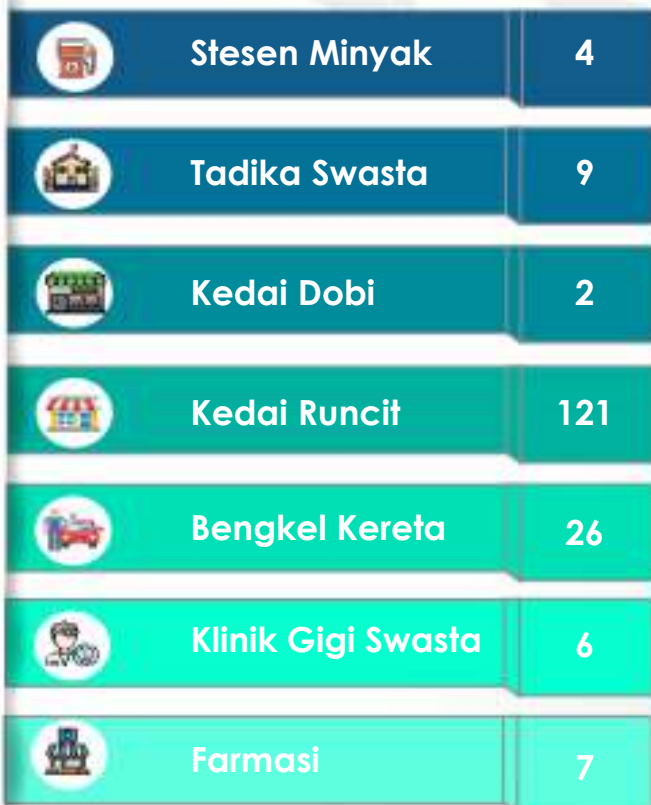 Stesen Minyak 4
Tadika Swasta 9
Kedai Dobi 2
Kedai Runcit 121
Bengkel Kereta 26
Klinik Gigi Swasta 6
Farmasi 7